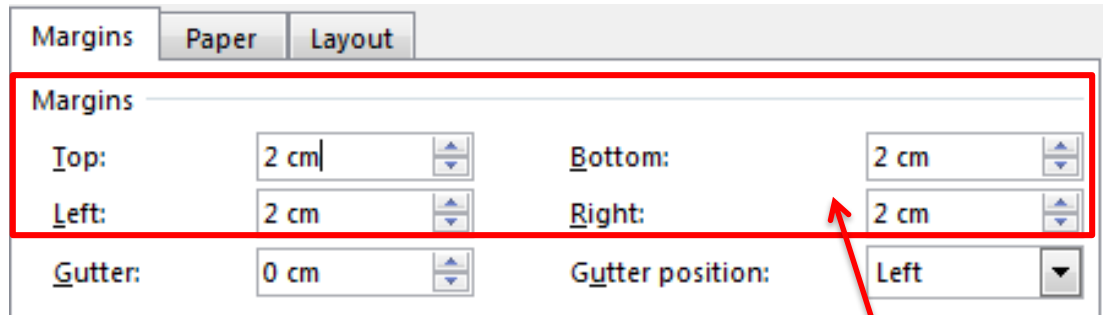 Margins Paper Layout
Margins
Top: 2 cm Bottom: 2 cm
Left: 2 cm Right: 2 cm
Gutter: 0 cm Gutter position: Left